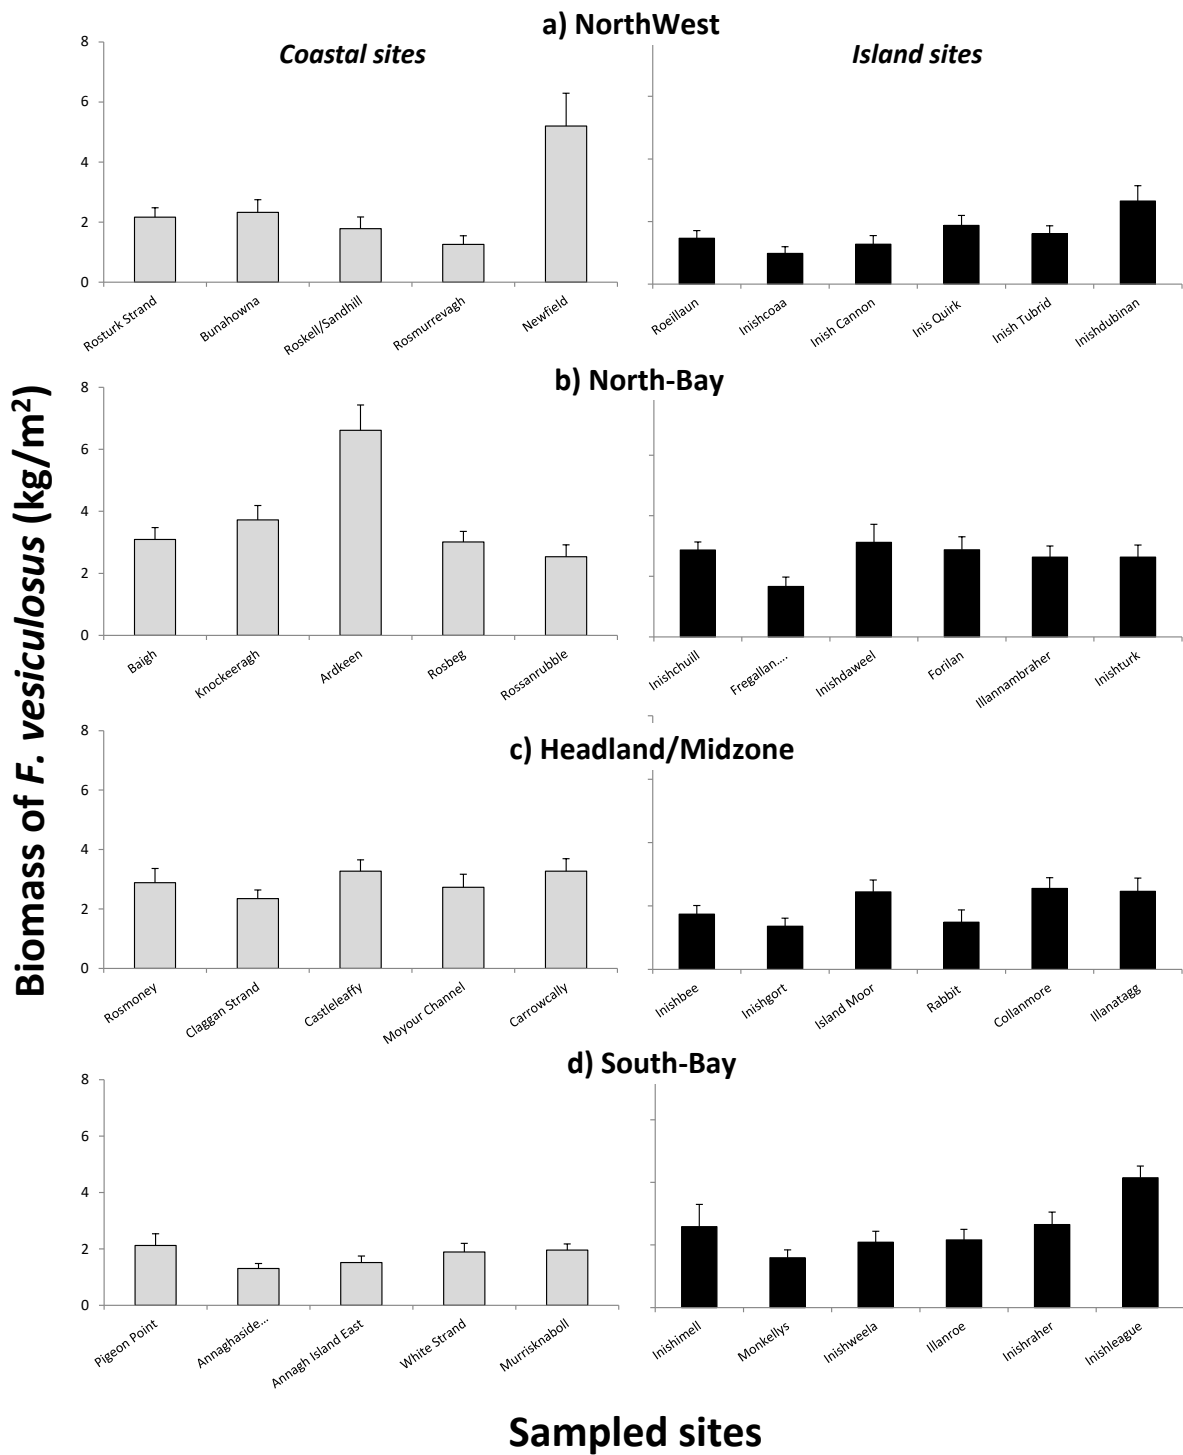 a) NorthWest
Coastal sites
Island sites
8
6
4
2
0
Rosturk Strand
Bunahowna
Roskell/Sandhill
Rosmurrevagh
Newfield
Roeillaun
Inishcoaa
Inish Cannon
Inis Quirk
Inish Tubrid
Inishdubinan
b) North-Bay
8
6
4
2
0
Baigh
Knockeeragh
Ardkeen
Rosbeg
Rossanrubble
Inishchuill
Fregallan....
Inishdaweel
Forilan
Illannambraher
Inishturk
Biomass of F. vesiculosus (kg/m²)
c) Headland/Midzone
8
6
4
2
0
Rosmoney
Claggan Strand
Castleleaffy
Moyour Channel
Carrowcally
Inishbee
Inishgort
Island Moor
Rabbit
Collanmore
Illanatagg
d) South-Bay
8
6
4
2
0
Pigeon Point
Annaghaside...
Annagh Island East
White Strand
Murrisknaboll
Inishimell
Monkellys
Inishweela
Illanroe
Inishraher
Inishleague
Sampled sites